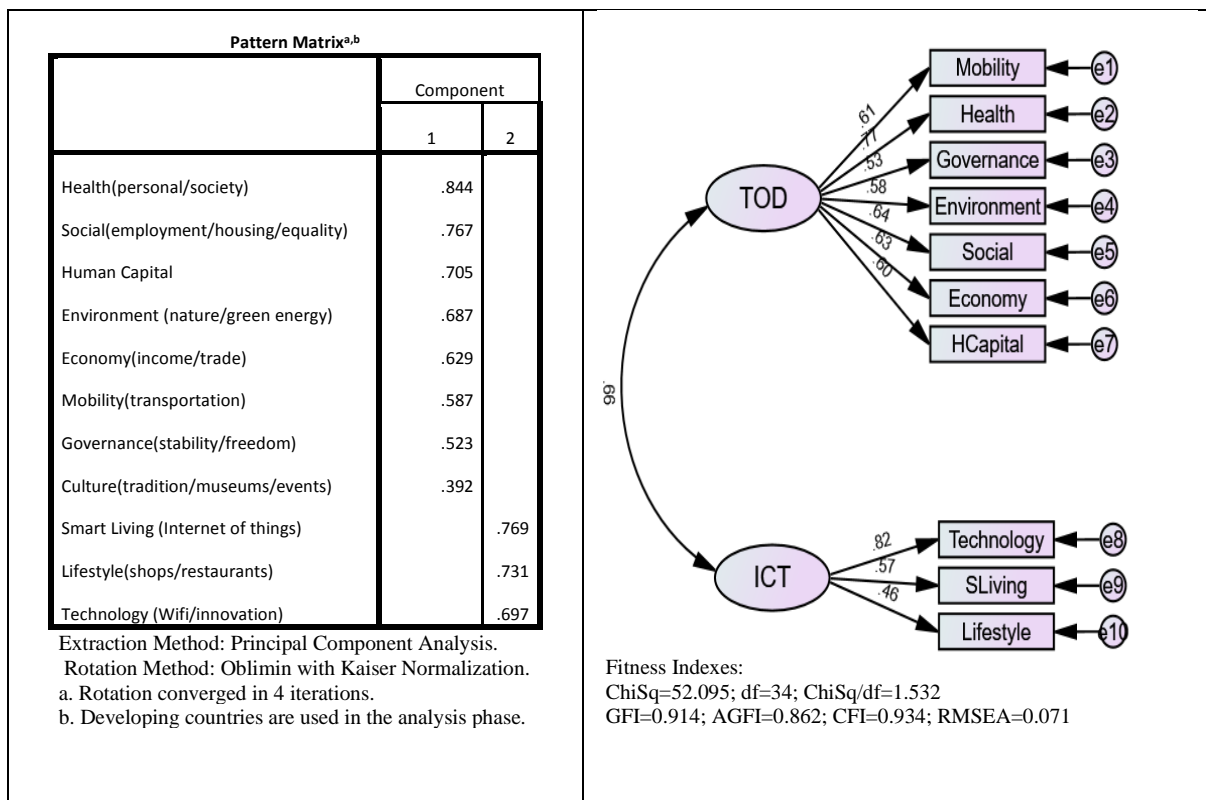 Pattern Matrixa,b
Component
1 2
Health(personal/society) .844
Social(employment/housing/equality) .767
Human Capital .705
Environment (nature/green energy) .687
Economy(income/trade) .629
Mobility(transportation) .587
Governance(stability/freedom) .523
Culture(tradition/museums/events) .392
Smart Living (Internet of things) .769
Lifestyle(shops/restaurants) .731
Technology (Wifi/innovation) .697
Extraction Method: Principal Component Analysis.
Rotation Method: Oblimin with Kaiser Normalization.
a. Rotation converged in 4 iterations.
b. Developing countries are used in the analysis phase.
Mobility e1
.61
Health e2
.77
Governance e3
.53
.58
TOD
Environment e4
.64
Social e5
.63
Economy e6
.60
HCapital e7
.66
Technology e8
.82
ICT
.57
SLiving e9
.46
Lifestyle e10
Fitness Indexes:
ChiSq=52.095; df=34; ChiSq/df=1.532
GFI=0.914; AGFI=0.862; CFI=0.934; RMSEA=0.071